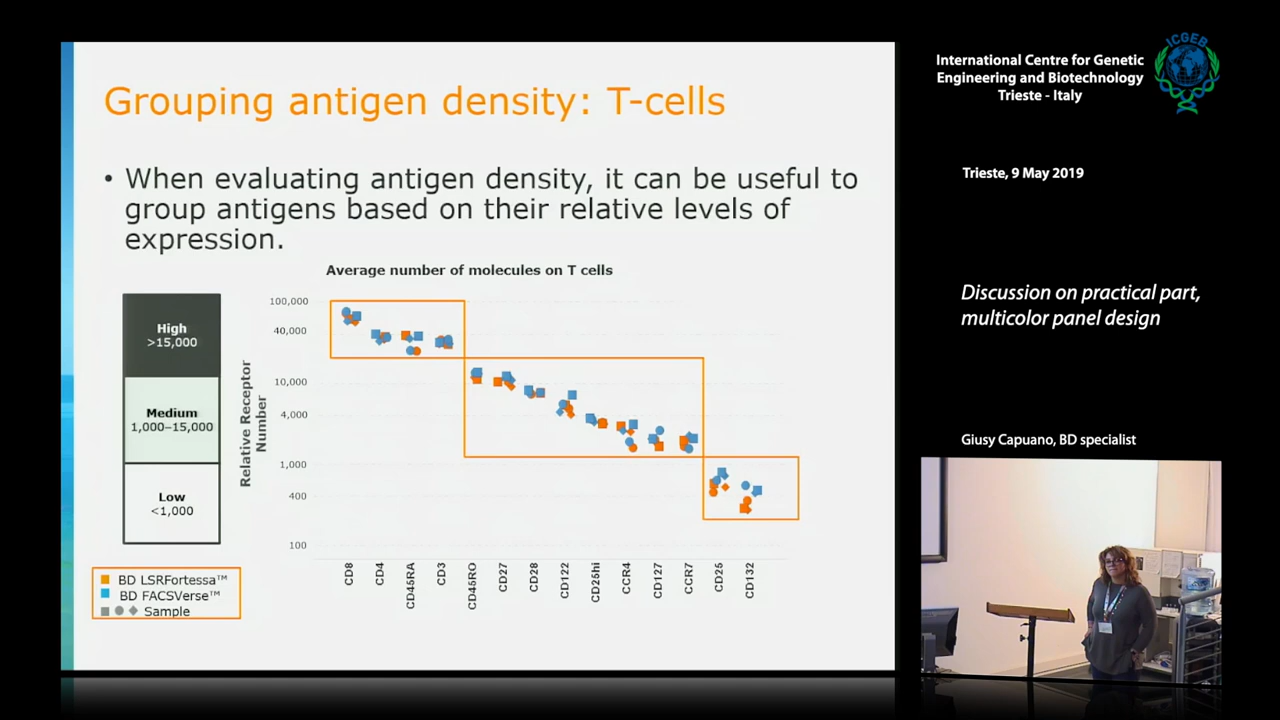 Grouping antigen density: T-cells
• When evaluating antigen density, it can be useful to
group antigens based on their relative levels of
expression.
Average number of molecules on T cells
High
>15,000
Medium
1,000–15,000
Low
<1,000
Relative Receptor
Number
100,000
40,000
10,000
4,000
1,000
400
100
CD8
CD4
CD45RA
CD3
CD45RO
CD27
CD28
CD122
CD25hi
CCR4
CD127
CCR7
CD25
CD132
BD LSRFortessa™
BD FACSVerse™
Sample
International Centre for Genetic
Engineering and Biotechnology
Trieste - Italy
ICGEB
Trieste, 9 May 2019
Discussion on practical part,
multicolor panel design
Giusy Capuano, BD specialist